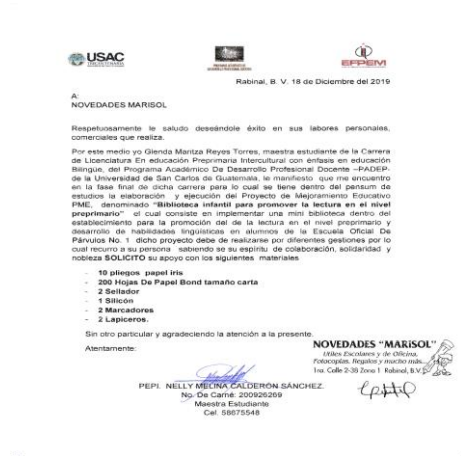 USAC
TRICENTENARIA
EFPEM
Rabinal, B. V. 18 de Diciembre del 2019
A:
NOVEDADES MARISOL
Respetuosamente le saludo deseándole éxito en sus labores personales,
comerciales que realiza.
Por este medio yo Glenda Maritza Reyes Torres, maestra estudiante de la Carrera
de Licenciatura En educación Preprimaria Intercultural con énfasis en educación
Bilingüe, del Programa Académico De Desarrollo Profesional Docente –PADEP-
de la Universidad de San Carlos de Guatemala, le manifiesto que me encuentro
en la fase final de dicha carrera para lo cual se tiene dentro del pensum de
estudios la elaboración y ejecución del Proyecto de Mejoramiento Educativo
PME, denominado "Biblioteca infantil para promover la lectura en el nivel
preprimario" el cual consiste en implementar una mini biblioteca dentro del
establecimiento para la promoción del de la lectura en el nivel preprimario y
desarrollo de habilidades lingüísticas en alumnos de la Escuela Oficial De
Párvulos No. 1 dicho proyecto debe de realizarse por diferentes gestiones por lo
cual recurro a su persona sabiendo se su espíritu de colaboración, solidaridad y
nobleza SOLICITO su apoyo con los siguientes materiales
- 10 pliegos papel iris
- 200 Hojas De Papel Bond tamaño carta
- 2 Sellador
- 1 Silicón
- 2 Marcadores
- 2 Lapiceros.
Sin otro particular y agradeciendo la atención a la presente.
Atentamente:
NOVEDADES "MARISOL"
Utiles Escolares y de Oficina,
Fotocopias, Regalos y mucho más...
1ra. Calle 2-38 Zona 1 Rabinal, B.V.
PEPI. NELLY MELINA CALDERÓN SÁNCHEZ.
No. De Carné: 200926269
Maestra Estudiante
Cel. 58675548